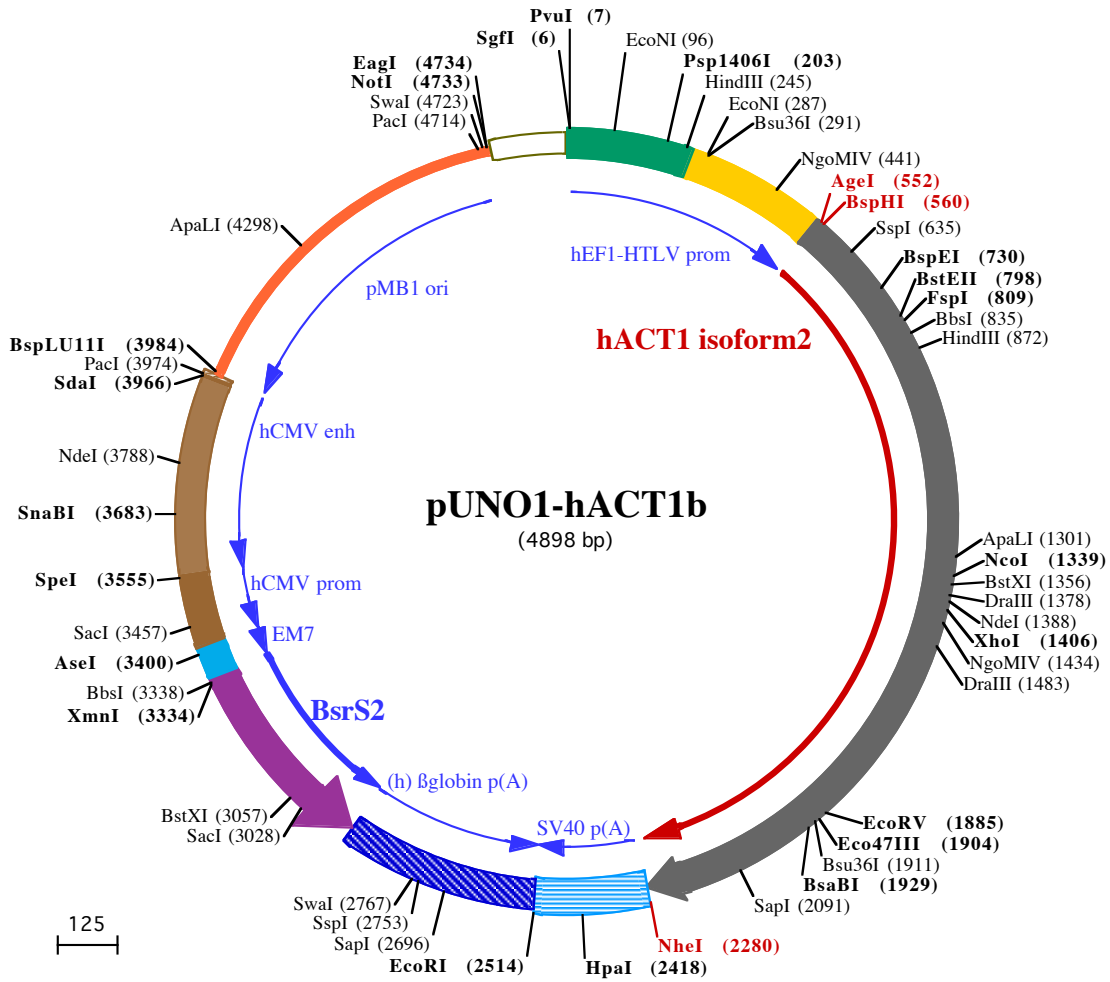 PvuI (7)
SgfI (6)
EcoNI (96)
Psp1406I (203)
HindIII (245)
EcoNI (287)
Bsu36I (291)
NgoMIV (441)
AgeI (552)
BspHI (560)
SspI (635)
BspEI (730)
BstEII (798)
FspI (809)
BbsI (835)
HindIII (872)
ApaLI (1301)
NcoI (1339)
BstXI (1356)
DraIII (1378)
NdeI (1388)
XhoI (1406)
NgoMIV (1434)
DraIII (1483)
EcoRV (1885)
Eco47III (1904)
Bsu36I (1911)
BsaBI (1929)
SapI (2091)
NheI (2280)
HpaI (2418)
EcoRI (2514)
SapI (2696)
SspI (2753)
SwaI (2767)
SacI (3028)
BstXI (3057)
XmnI (3334)
BbsI (3338)
AseI (3400)
SacI (3457)
SpeI (3555)
SnaBI (3683)
NdeI (3788)
SdaI (3966)
PacI (3974)
BspLU11I (3984)
ApaLI (4298)
PacI (4714)
SwaI (4723)
NotI (4733)
EagI (4734)
hEF1-HTLV prom
pMB1 ori
hACT1 isoform2
hCMV enh
pUNO1-hACT1b
(4898 bp)
hCMV prom
EM7
BsrS2
(h) ßglobin p(A)
SV40 p(A)
125